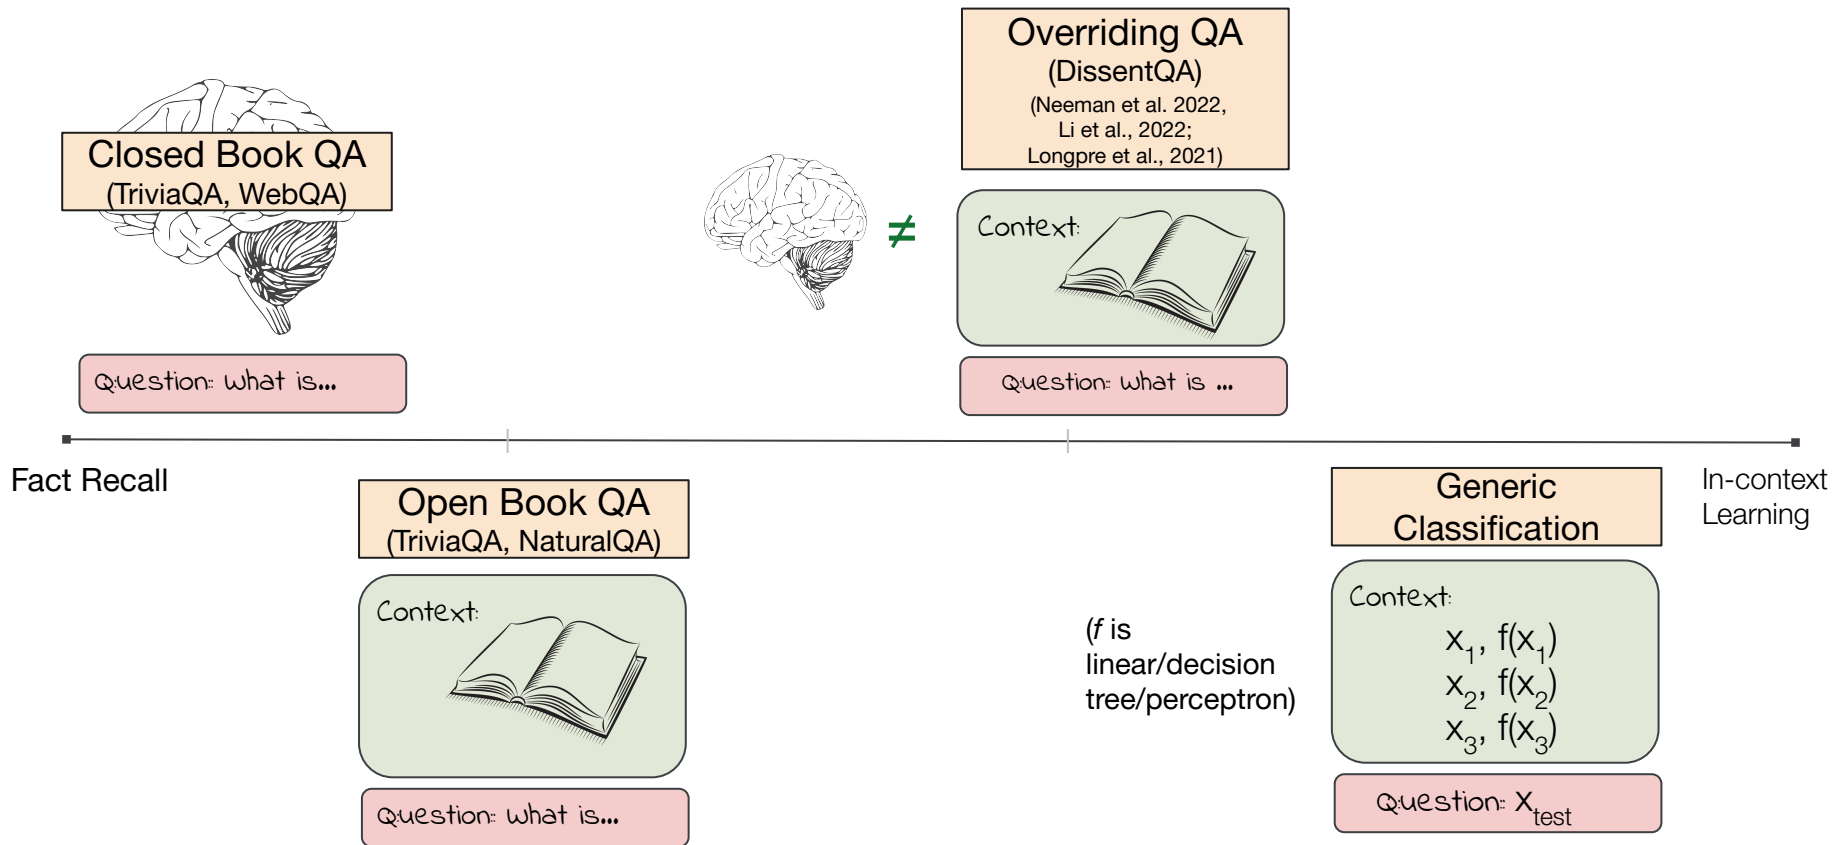 Closed Book QA
(TriviaQA, WebQA)
Question: What is...
Overriding QA
(DissentQA)
(Neeman et al. 2022,
Li et al., 2022;
Longpre et al., 2021)
≠
Context:
Question: What is ...
Fact Recall
In-context
Learning
Open Book QA
(TriviaQA, NaturalQA)
Context:
Question: What is...
(f is
linear/decision
tree/perceptron)
Generic
Classification
Context:
x₁, f(x₁)
x₂, f(x₂)
x₃, f(x₃)
Question: x_test